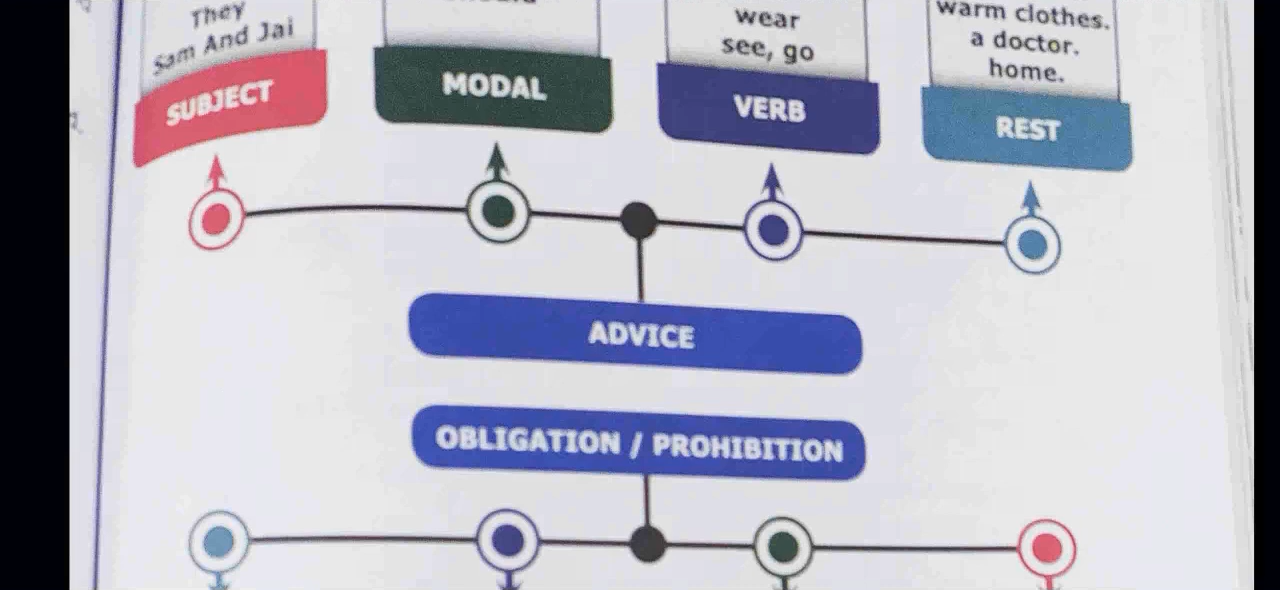 They
Sam And Jai
SUBJECT
MODAL
wear
see, go
VERB
warm clothes.
a doctor.
home.
REST
ADVICE
OBLIGATION / PROHIBITION